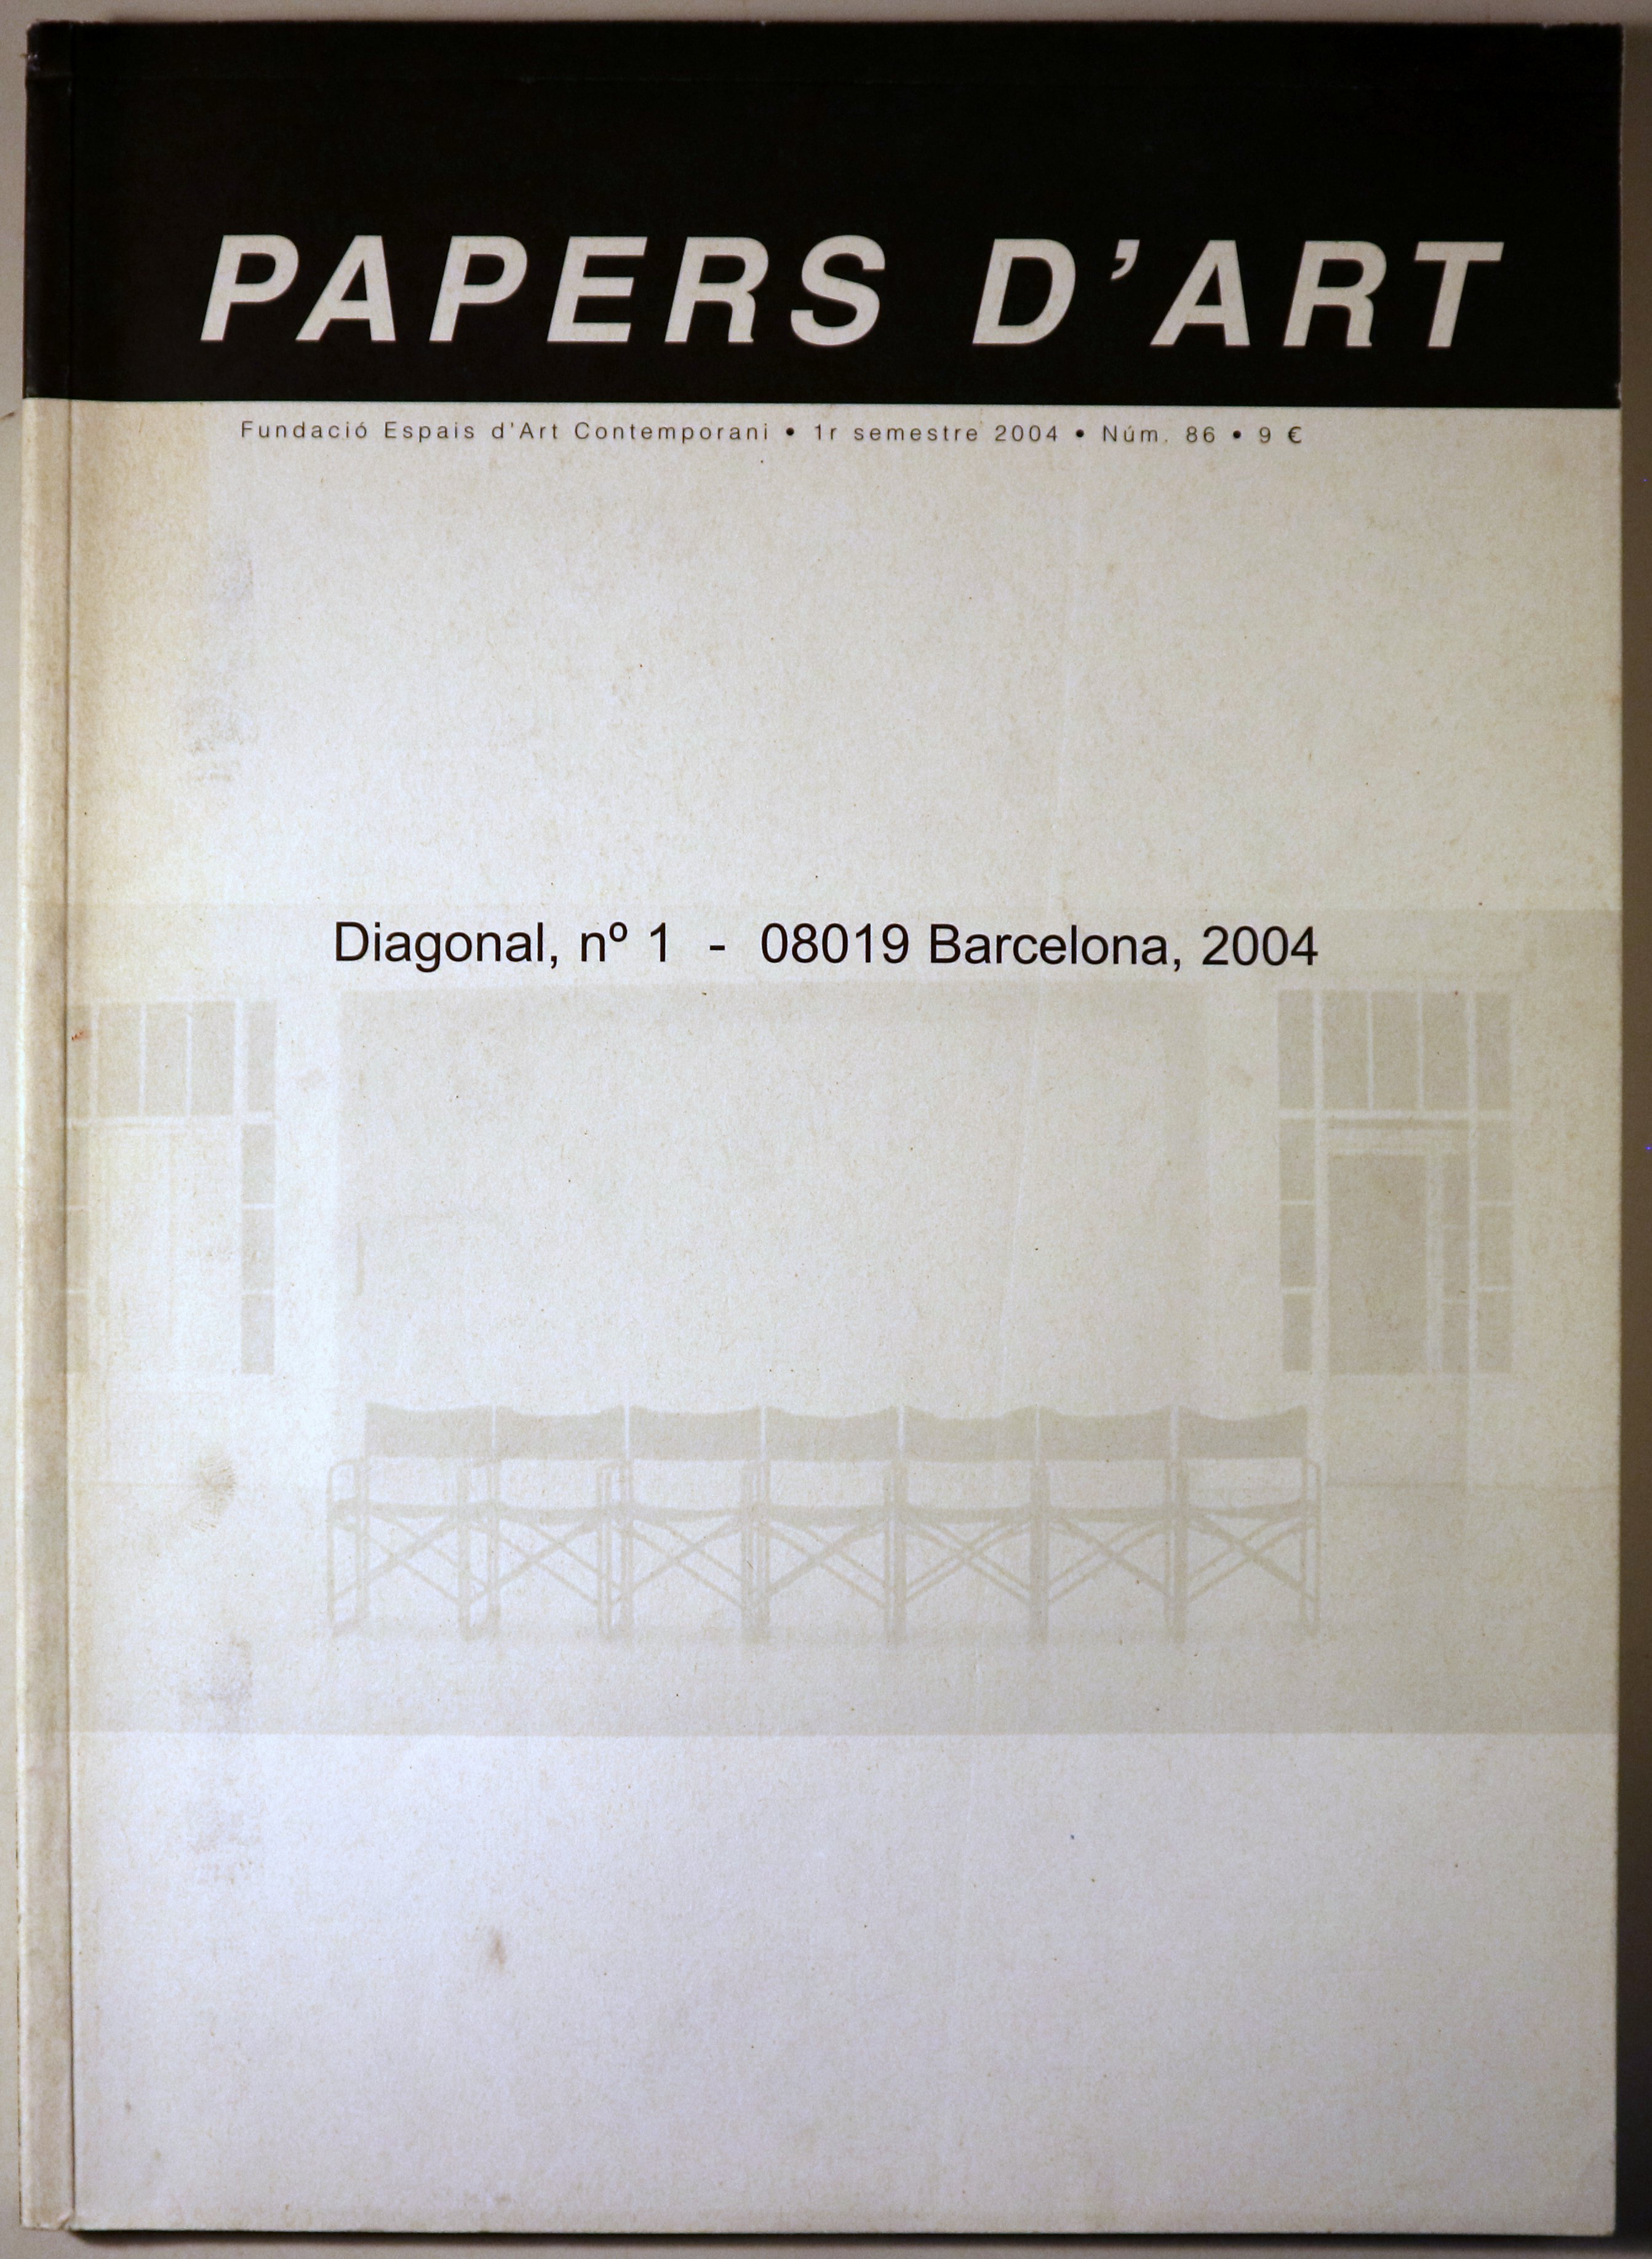 PAPERS D'ART
Fundació Espais d'Art Contemporani • 1r semestre 2004 • Núm. 86 • 9 €
Diagonal, nº 1 - 08019 Barcelona, 2004